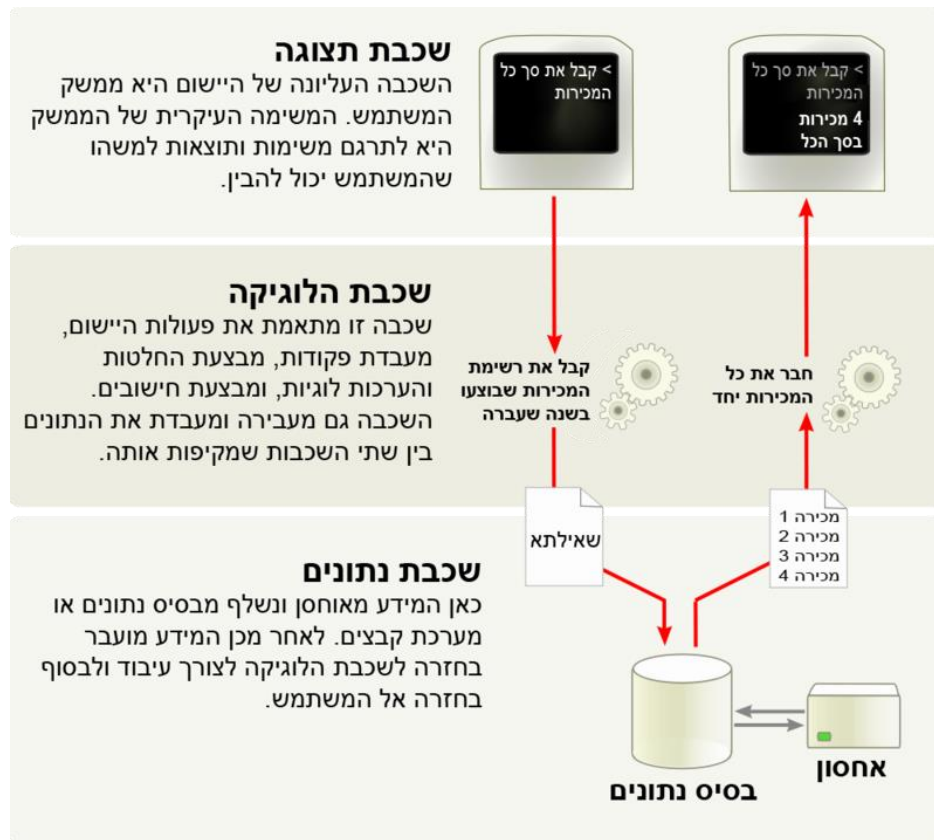 שכבת תצוגה
השכבה העליונה של היישום היא ממשק
המשתמש. המשימה העיקרית של הממשק
היא לתרגם משימות ותוצאות למשהו
שהמשתמש יכול להבין.
> קבל את סך כל
המכירות
> קבל את סך כל
המכירות
4 מכירות
בסך הכל
שכבת הלוגיקה
שכבה זו מתאמת את פעולות היישום,
מעבדת פקודות, מבצעת החלטות
והערכות לוגיות, ומבצעת חישובים.
השכבה גם מעבירה ומעבדת את הנתונים
בין שתי השכבות שמקיפות אותה.
קבל את רשימת
המכירות שבוצעו
בשנה שעברה
חבר את כל
המכירות יחד
שכבת נתונים
כאן המידע מאוחסן ונשלף מבסיס נתונים או
מערכת קבצים. לאחר מכן המידע מועבר
בחזרה לשכבת הלוגיקה לצורך עיבוד ולבסוף
בחזרה אל המשתמש.
שאילתא
מכירה 1
מכירה 2
מכירה 3
מכירה 4
בסיס נתונים
אחסון